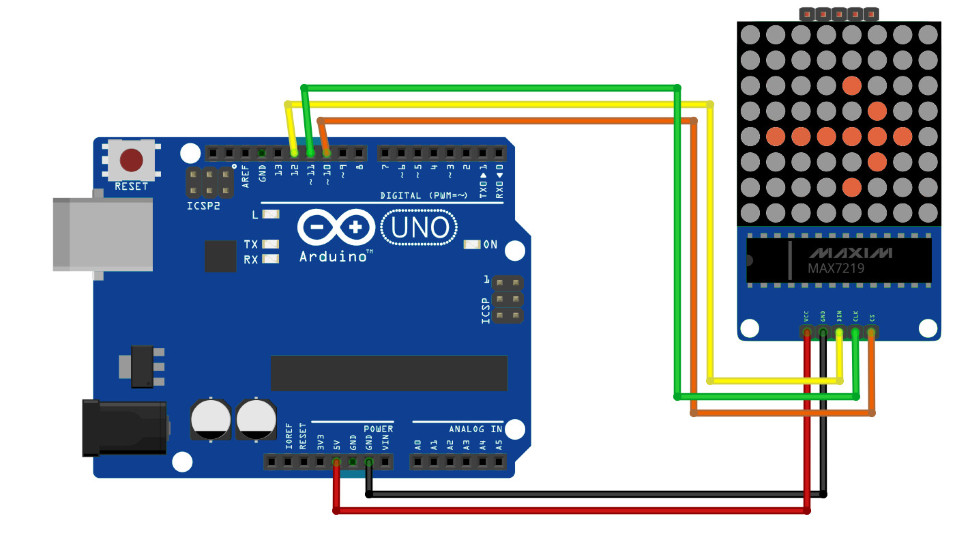 RESET
ICSP2
AREF
GND
13
12
~11
~10
~9
8
7
~6
~5
4
~3
2
TX0▶1
RX0◀0
DIGITAL (PWM=~)
L
TX
RX
UNO
ON
Arduino™
1
ICSP
MAXIM
MAX7219
VCC
GND
DIN
CLK
CS
POWER
ANALOG IN
IOREF
RESET
3V3
5V
GND
GND
VIN
A0
A1
A2
A3
A4
A5